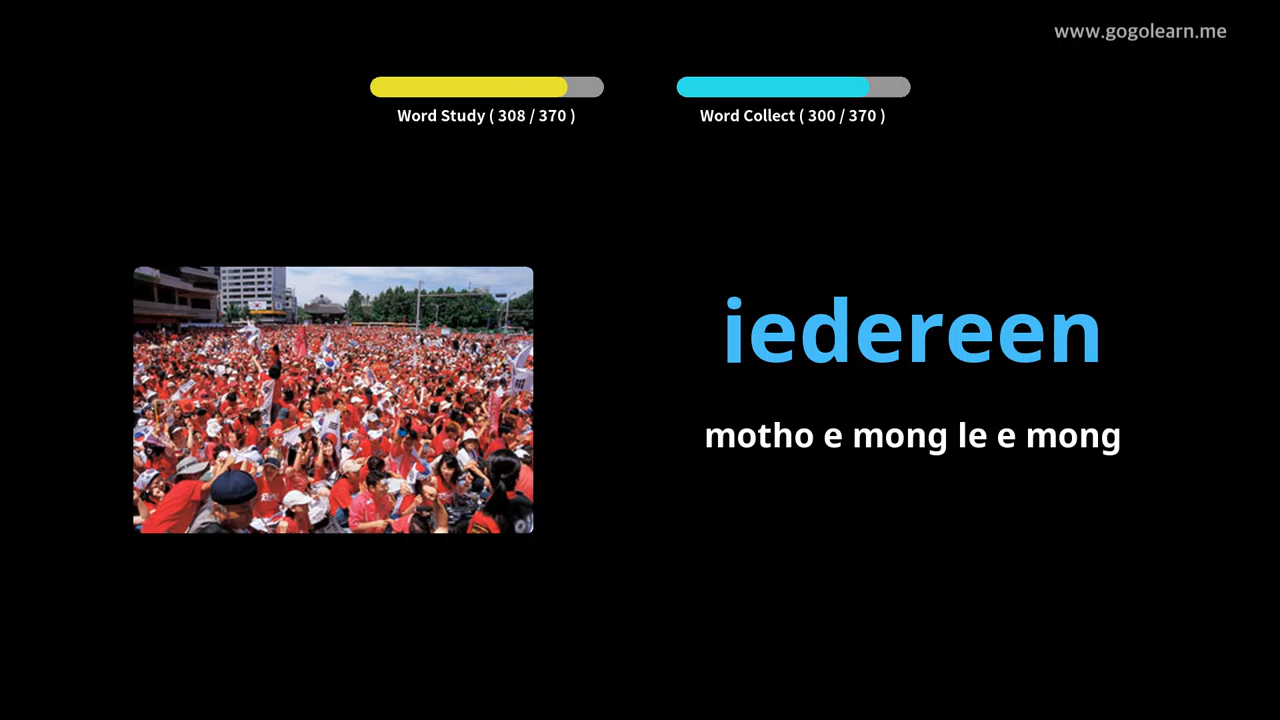 www.gogolearn.me
Word Study ( 308 / 370 )
Word Collect ( 300 / 370 )
iedereen
motho e mong le e mong